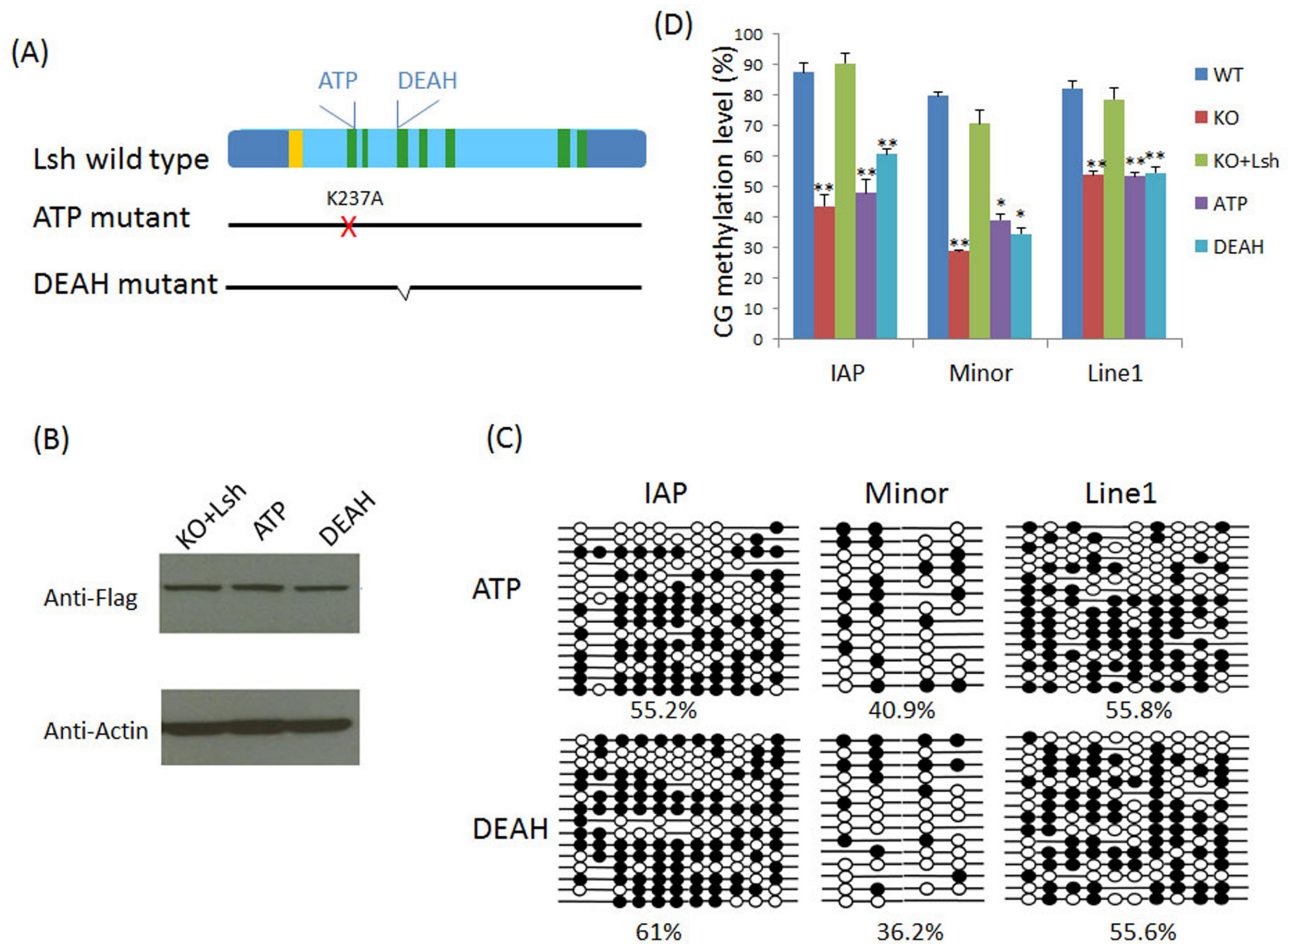 (A)
ATP DEAH
Lsh wild type
K237A
ATP mutant
X
DEAH mutant
(D)
CG methylation level (%)
100
90
80
70
60
50
40
30
20
10
0
** ** **
** * *
** ** **
IAP Minor Line1
WT
KO
KO+Lsh
ATP
DEAH
(B)
KO+Lsh ATP DEAH
Anti-Flag
Anti-Actin
(C)
IAP Minor Line1
ATP
55.2% 40.9% 55.8%
DEAH
61% 36.2% 55.6%